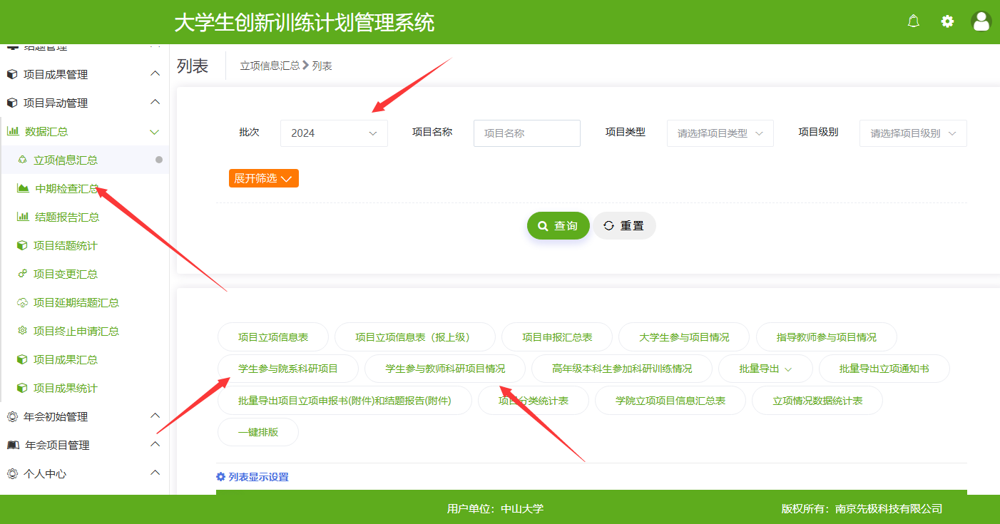 大学生创新训练计划管理系统
结题管理
项目成果管理
项目异动管理
数据汇总
立项信息汇总
中期检查汇总
结题报告汇总
项目结题统计
项目变更汇总
项目延期结题汇总
项目终止申请汇总
项目成果汇总
项目成果统计
年会初始管理
年会项目管理
个人中心
列表 立项信息汇总 列表
批次 2024 项目名称 项目名称 项目类型 请选择项目类型 项目级别 请选择项目级别
展开筛选
查询 重置
项目立项信息表 项目立项信息表（报上级） 项目申报汇总表 大学生参与项目情况 指导教师参与项目情况
学生参与院系科研项目 学生参与教师科研项目情况 高年级本科生参加科研训练情况 批量导出 批量导出立项通知书
批量导出项目立项申报书(附件)和结题报告(附件) 项目分类统计表 学院立项项目信息汇总表 立项情况数据统计表
一键排版
列表显示设置
用户单位：中山大学 版权所有：南京先极科技有限公司